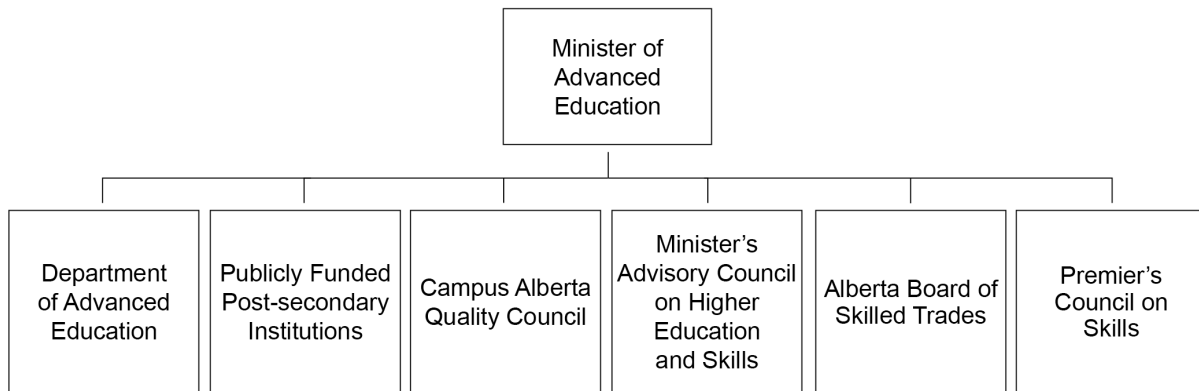 Minister of
Advanced
Education
Department
of Advanced
Education
Publicly Funded
Post-secondary
Institutions
Campus Alberta
Quality Council
Minister’s
Advisory Council
on Higher
Education
and Skills
Alberta Board of
Skilled Trades
Premier’s
Council on
Skills